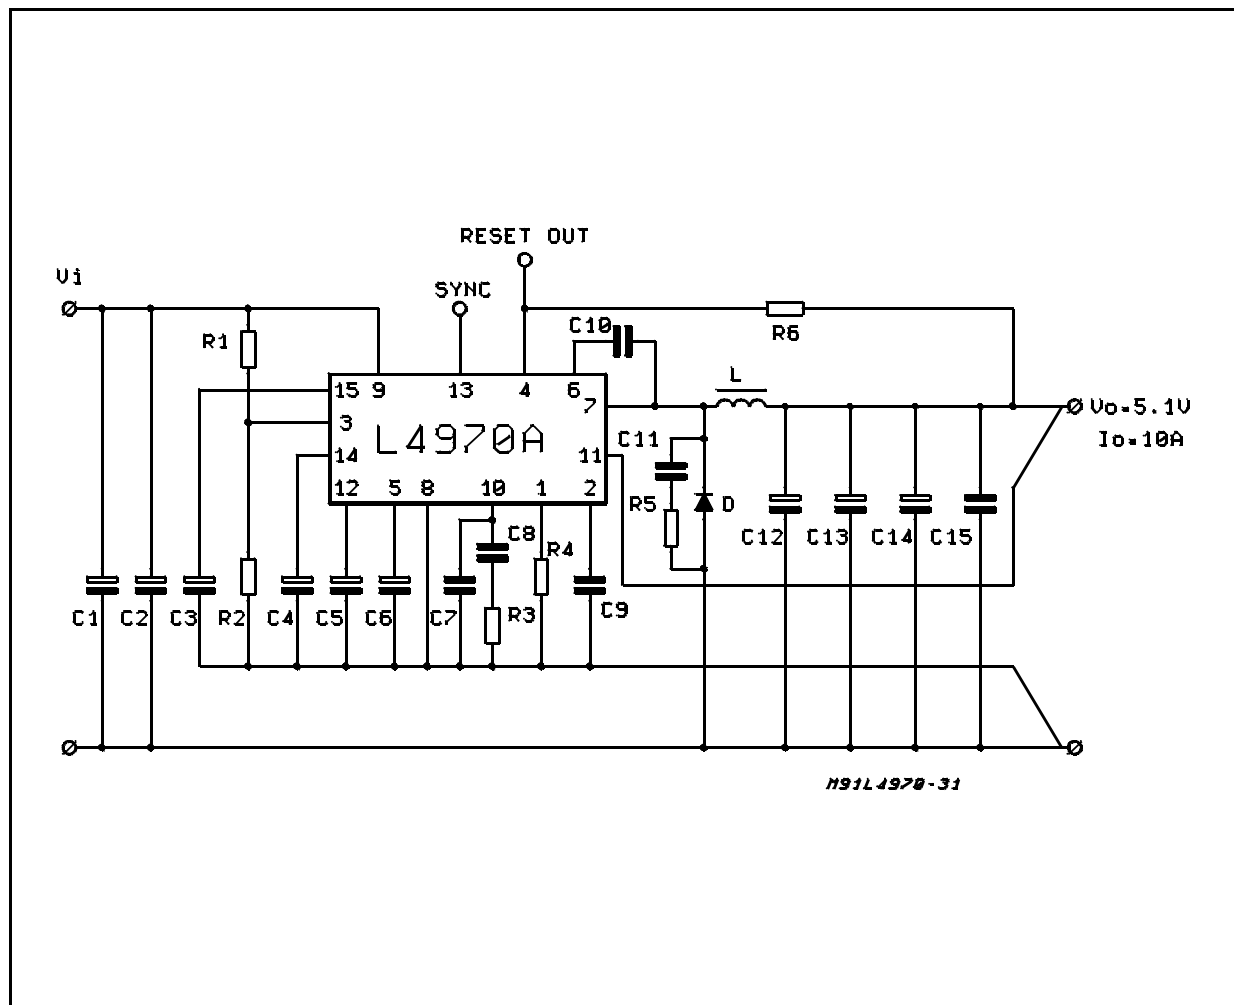 RESET OUT
Vi
SYNC
C10
R6
R1
L
15 9 13 4 6
7
Vo=5.1V
3
L4970A
C11
Io=10A
14
11
12 5 8 10 1 2
R5
D
C8
C12
C13
C14
C15
R4
C1
C2
C3
R2
C4
C5
C6
C7
R3
C9
M91L4970-31